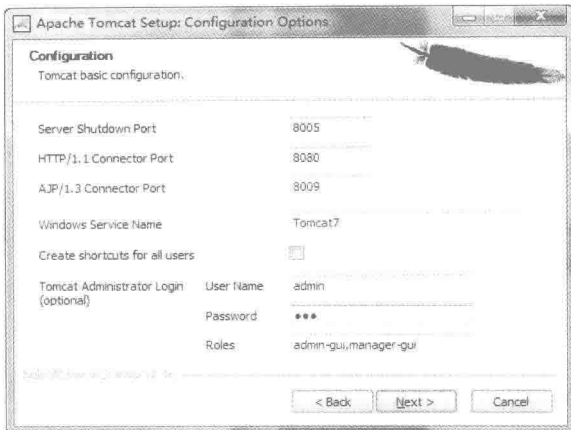 Apache Tomcat Setup: Configuration Options
Configuration
Tomcat basic configuration.
Server Shutdown Port 8005
HTTP/1.1 Connector Port 8080
AJP/1.3 Connector Port 8009
Windows Service Name Tomcat7
Create shortcuts for all users
Tomcat Administrator Login (optional) User Name admin
Password ●●●
Roles admin-gui,manager-gui
< Back Next > Cancel